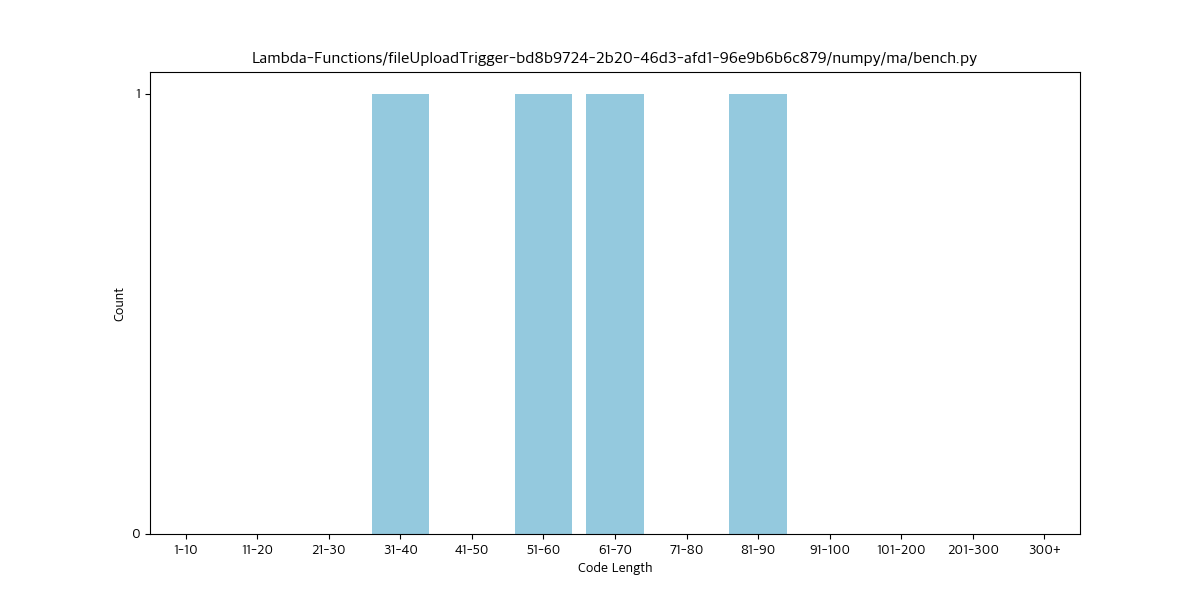 Lambda-Functions/fileUploadTrigger-bd8b9724-2b20-46d3-afd1-96e9b6b6c879/numpy/ma/bench.py
1
Count
0
1-10 11-20 21-30 31-40 41-50 51-60 61-70 71-80 81-90 91-100 101-200 201-300 300+
Code Length